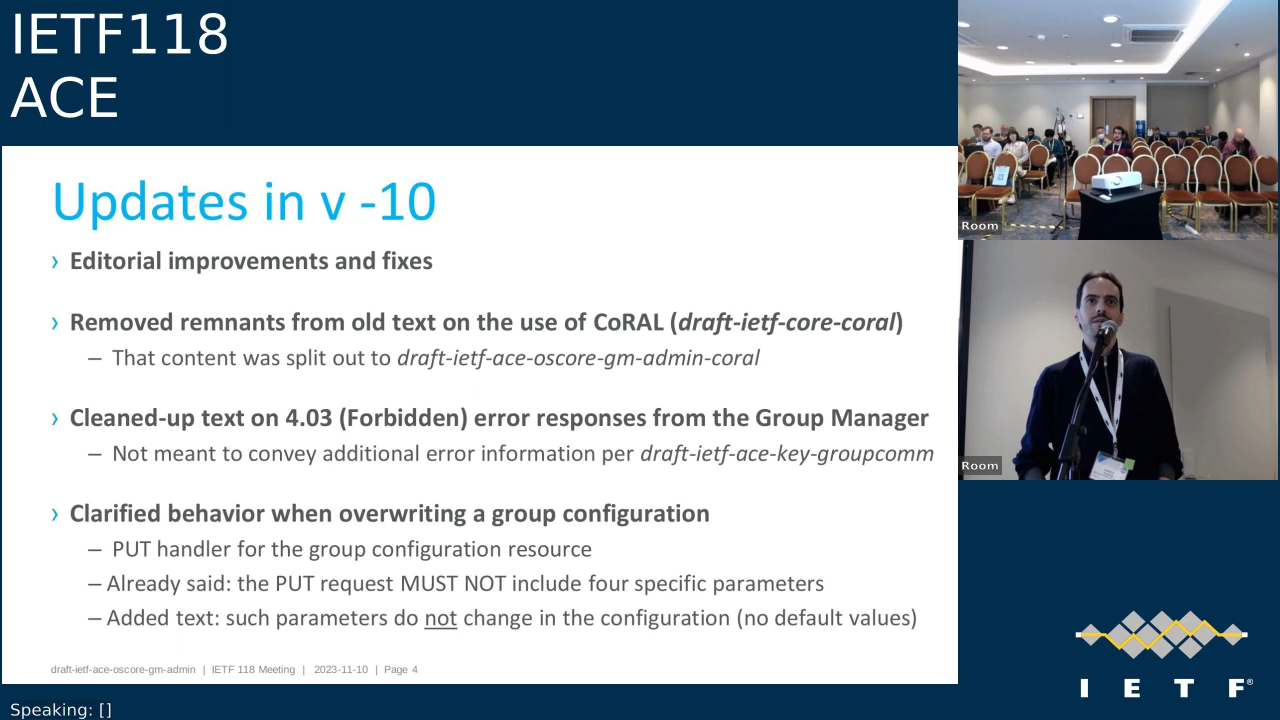 IETF118
ACE
Updates in v -10
› Editorial improvements and fixes
› Removed remnants from old text on the use of CoRAL (draft-ietf-core-coral)
– That content was split out to draft-ietf-ace-oscore-gm-admin-coral
› Cleaned-up text on 4.03 (Forbidden) error responses from the Group Manager
– Not meant to convey additional error information per draft-ietf-ace-key-groupcomm
› Clarified behavior when overwriting a group configuration
– PUT handler for the group configuration resource
– Already said: the PUT request MUST NOT include four specific parameters
– Added text: such parameters do not change in the configuration (no default values)
draft-ietf-ace-oscore-gm-admin | IETF 118 Meeting | 2023-11-10 | Page 4
Speaking: []
Room
Room
I E T F®